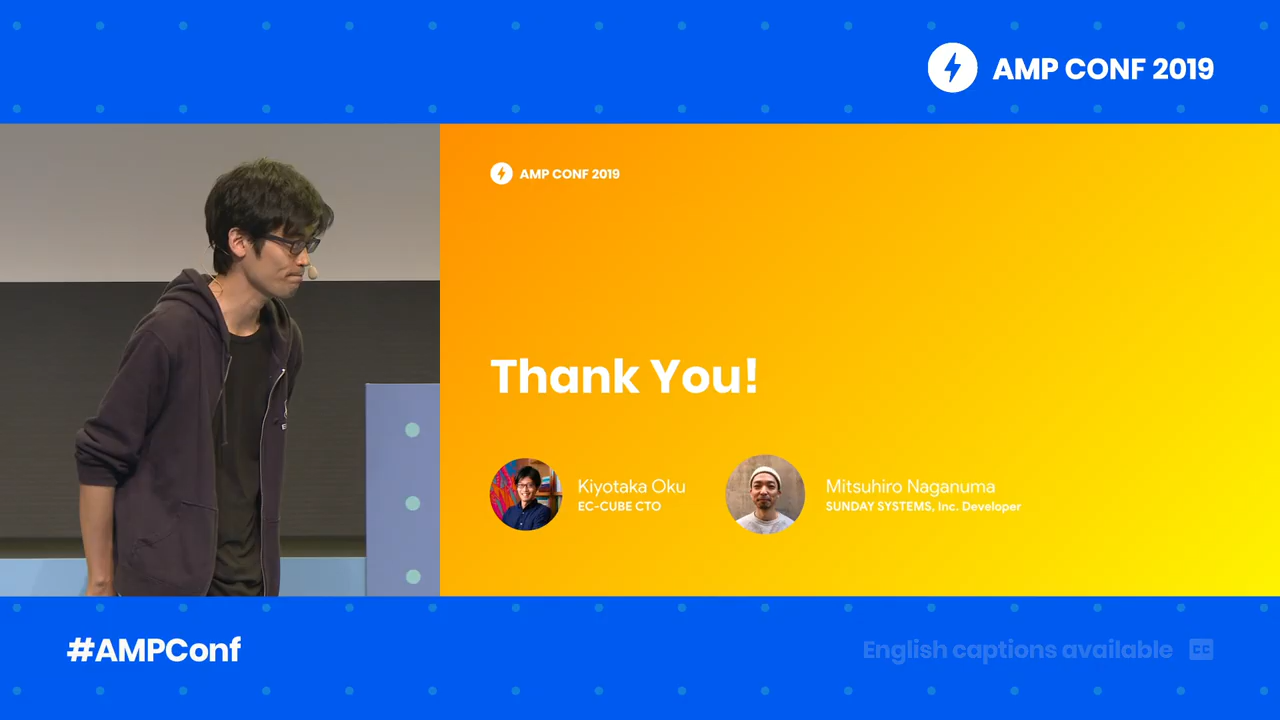 AMP CONF 2019
AMP CONF 2019
Thank You!
Kiyotaka Oku
EC-CUBE CTO
Mitsuhiro Naganuma
SUNDAY SYSTEMS, Inc. Developer
#AMPConf
English captions available
CC